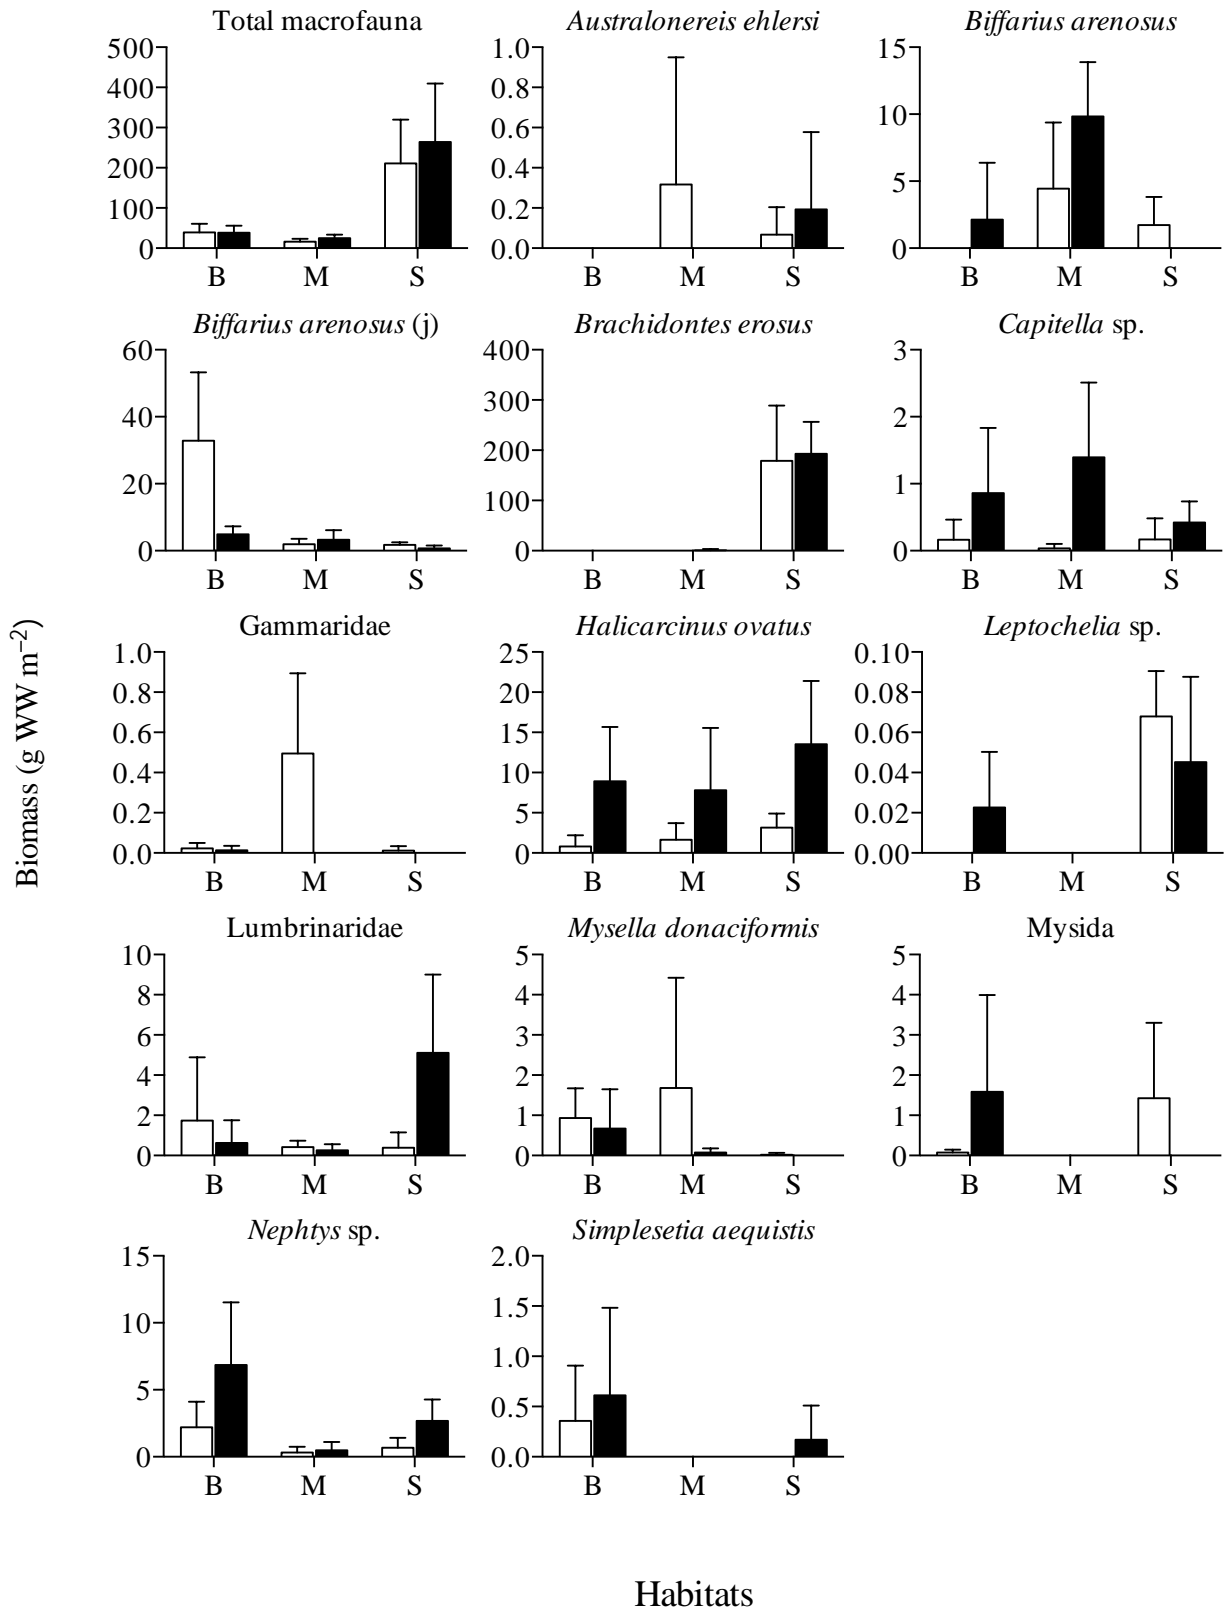 Total macrofauna
Australonereis ehlersi
Biffarius arenosus
500
400
300
200
100
0
B M S
1.0
0.8
0.6
0.4
0.2
0.0
B M S
15
10
5
0
B M S
Biffarius arenosus (j)
Brachidontes erosus
Capitella sp.
60
40
20
0
B M S
400
300
200
100
0
B M S
3
2
1
0
B M S
Biomass (g WW m⁻²)
Gammaridae
Halicarcinus ovatus
Leptochelia sp.
1.0
0.8
0.6
0.4
0.2
0.0
B M S
25
20
15
10
5
0
B M S
0.10
0.08
0.06
0.04
0.02
0.00
B M S
Lumbrinaridae
Mysella donaciformis
Mysida
10
8
6
4
2
0
B M S
5
4
3
2
1
0
B M S
5
4
3
2
1
0
B M S
Nephtys sp.
Simplesetia aequistis
15
10
5
0
B M S
2.0
1.5
1.0
0.5
0.0
B M S
Habitats